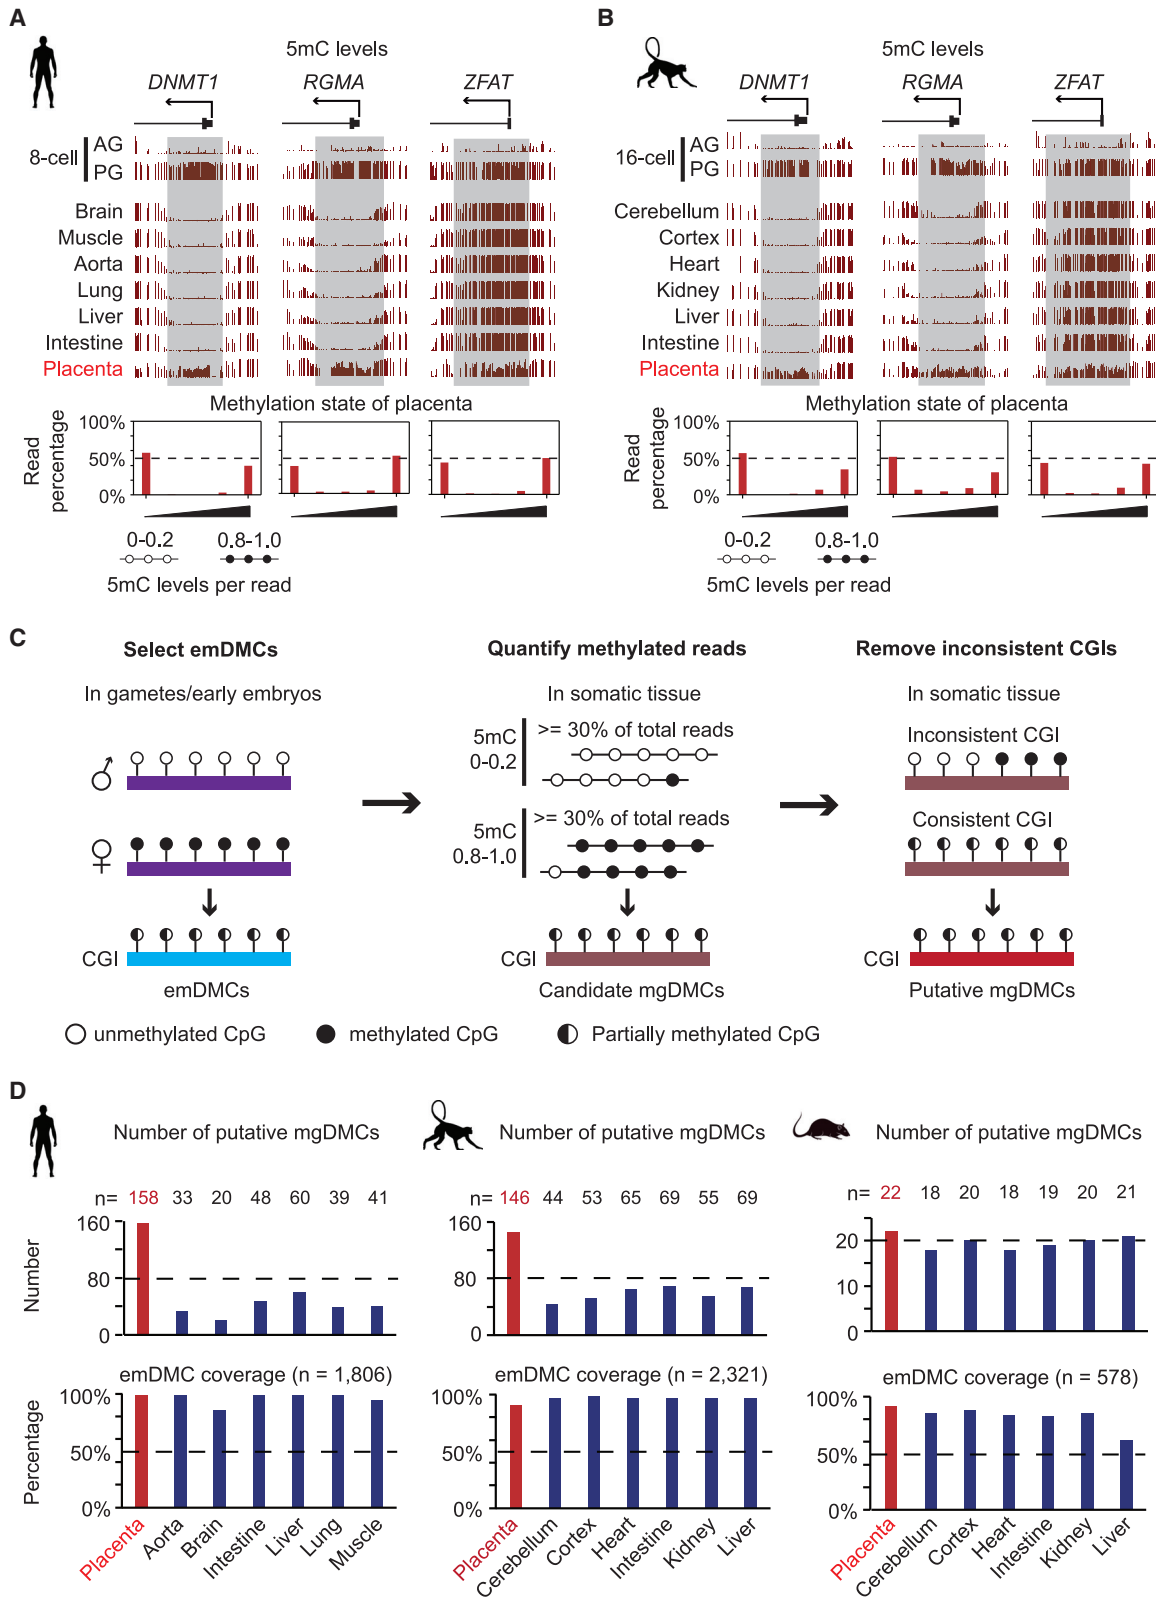 A
5mC levels
DNMT1 RGMA ZFAT
8-cell
AG
PG
Brain
Muscle
Aorta
Lung
Liver
Intestine
Placenta
Methylation state of placenta
Read percentage
100%
50%
0%
0-0.2 0.8-1.0
5mC levels per read
B
5mC levels
DNMT1 RGMA ZFAT
16-cell
AG
PG
Cerebellum
Cortex
Heart
Kidney
Liver
Intestine
Placenta
Methylation state of placenta
Read percentage
100%
50%
0%
0-0.2 0.8-1.0
5mC levels per read
C
Select emDMCs
In gametes/early embryos
CGI
emDMCs
Quantify methylated reads
In somatic tissue
5mC
0-0.2
>= 30% of total reads
5mC
0.8-1.0
>= 30% of total reads
CGI
Candidate mgDMCs
Remove inconsistent CGIs
In somatic tissue
Inconsistent CGI
Consistent CGI
CGI
Putative mgDMCs
unmethylated CpG methylated CpG Partially methylated CpG
D
Number of putative mgDMCs
n= 158 33 20 48 60 39 41
Number
160
80
0
emDMC coverage (n = 1,806)
Percentage
100%
50%
0%
Placenta Aorta Brain Intestine Liver Lung Muscle
Number of putative mgDMCs
n= 146 44 53 65 69 55 69
160
80
0
emDMC coverage (n = 2,321)
100%
50%
0%
Placenta Cerebellum Cortex Heart Intestine Kidney Liver
Number of putative mgDMCs
n= 22 18 20 18 19 20 21
20
10
0
emDMC coverage (n = 578)
100%
50%
0%
Placenta Cerebellum Cortex Heart Intestine Kidney Liver